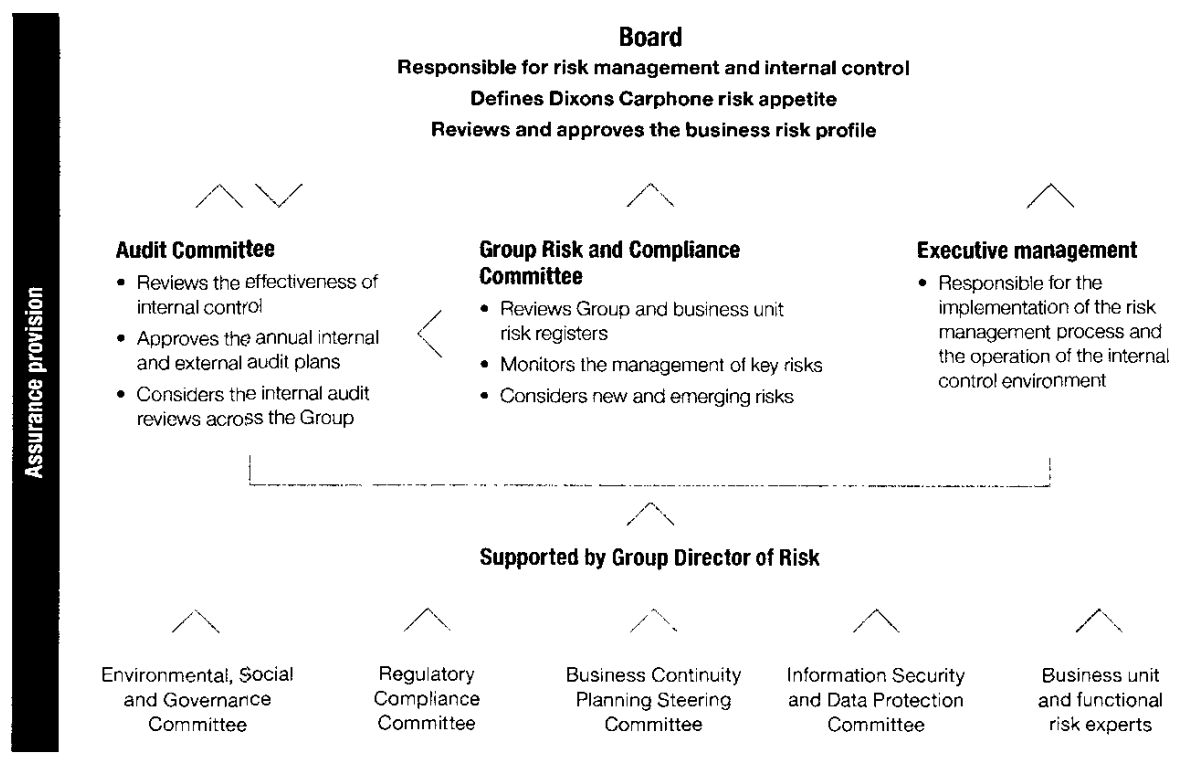 Board
Responsible for risk management and internal control
Defines Dixons Carphone risk appetite
Reviews and approves the business risk profile
Assurance provision
Audit Committee
• Reviews the effectiveness of
internal control
• Approves the annual internal
and external audit plans
• Considers the internal audit
reviews across the Group
Group Risk and Compliance
Committee
• Reviews Group and business unit
risk registers
• Monitors the management of key risks
• Considers new and emerging risks
Executive management
• Responsible for the
implementation of the risk
management process and
the operation of the internal
control environment
Supported by Group Director of Risk
Environmental, Social
and Governance
Committee
Regulatory
Compliance
Committee
Business Continuity
Planning Steering
Committee
Information Security
and Data Protection
Committee
Business unit
and functional
risk experts